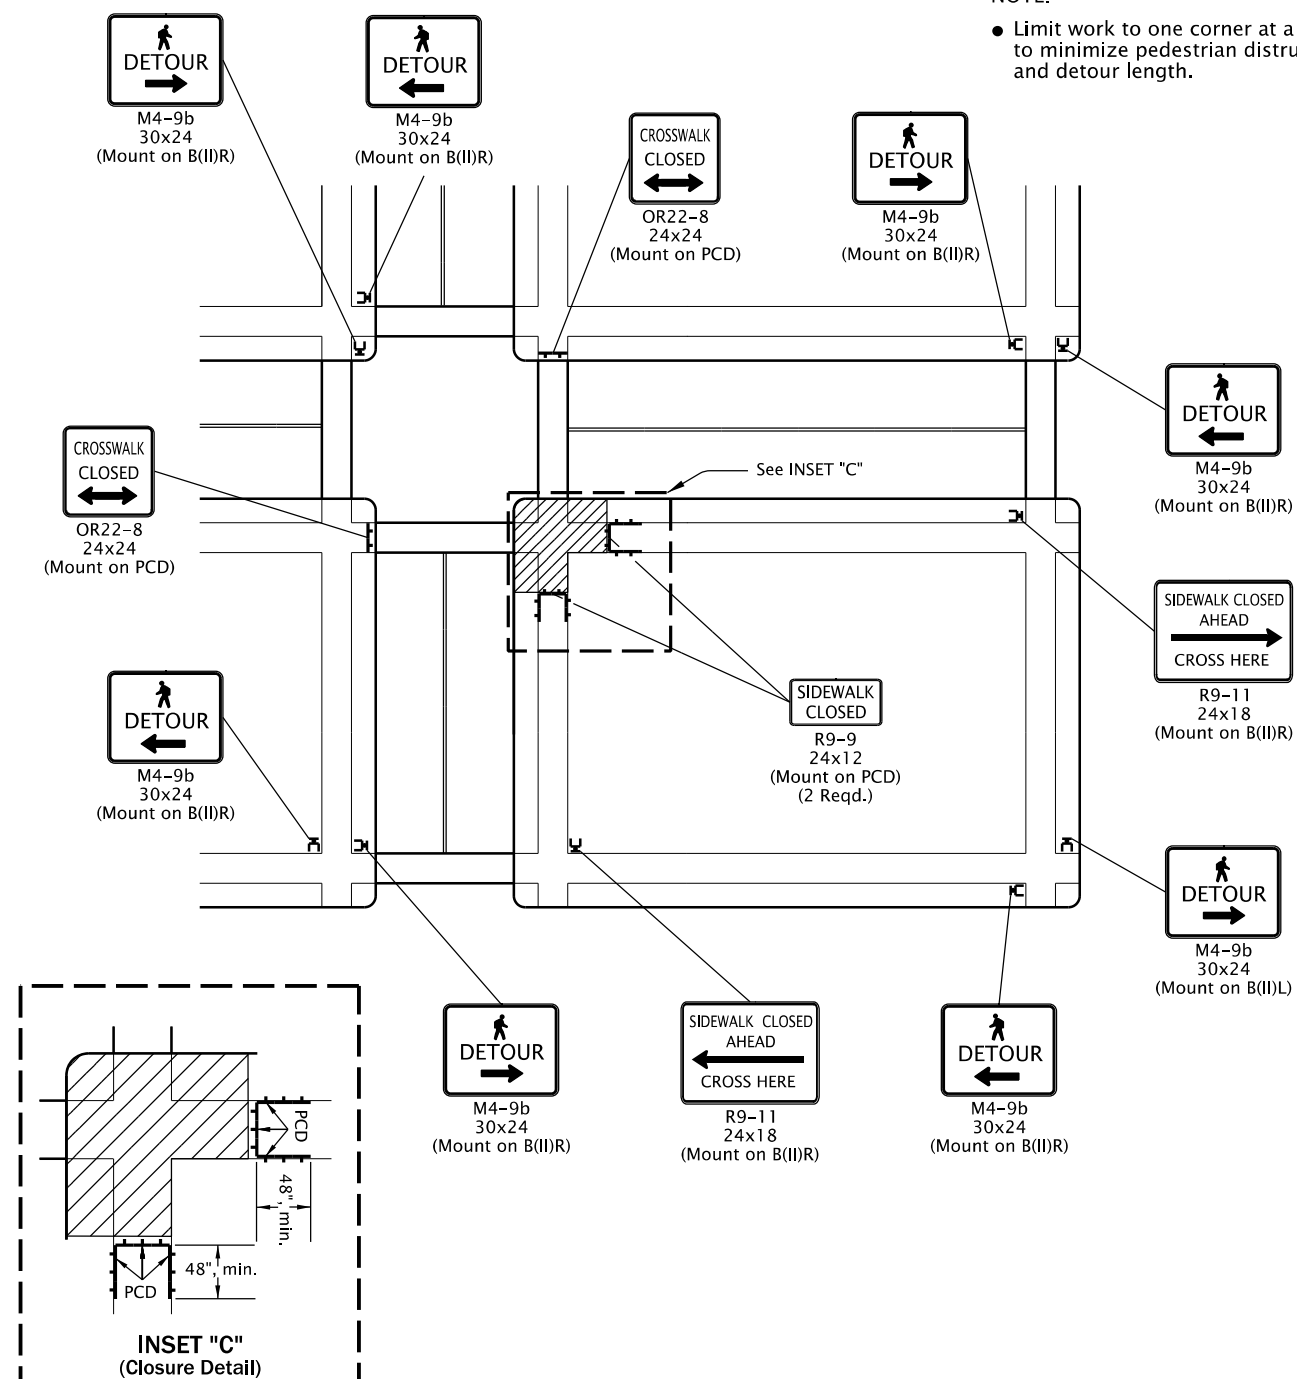 NOTE:
● Limit work to one corner at a
to minimize pedestrian
and detour length.
DETOUR
M4-9b
30x24
(Mount on B(II)R)
DETOUR
M4-9b
30x24
(Mount on B(II)R)
CROSSWALK
CLOSED
OR22-8
24x24
(Mount on PCD)
DETOUR
M4-9b
30x24
(Mount on B(II)R)
DETOUR
M4-9b
30x24
(Mount on B(II)R)
CROSSWALK
CLOSED
OR22-8
24x24
(Mount on PCD)
See INSET "C"
SIDEWALK CLOSED
AHEAD
CROSS HERE
R9-11
24x18
(Mount on B(II)R)
DETOUR
M4-9b
30x24
(Mount on B(II)R)
SIDEWALK
CLOSED
R9-9
24x12
(Mount on PCD)
(2 Reqd.)
DETOUR
M4-9b
30x24
(Mount on B(II)L)
DETOUR
M4-9b
30x24
(Mount on B(II)R)
SIDEWALK CLOSED
AHEAD
CROSS HERE
R9-11
24x18
(Mount on B(II)R)
DETOUR
M4-9b
30x24
(Mount on B(II)R)
PCD
48", min.
48", min.
PCD
INSET "C"
(Closure Detail)